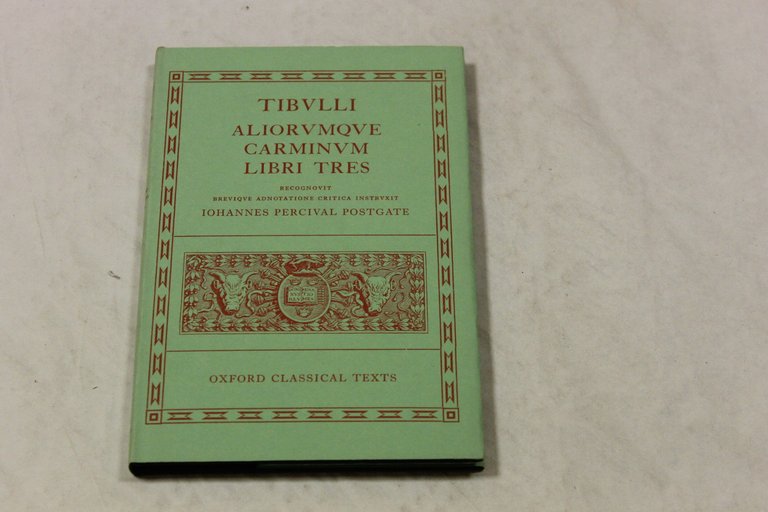 TIBVLLI
ALIORVMQVE
CARMINVM
LIBRI TRES
RECOGNOVIT
BREVIQVE ADNOTATIONE CRITICA INSTRVXIT
IOHANNES PERCIVAL POSTGATE
OXFORD CLASSICAL TEXTS